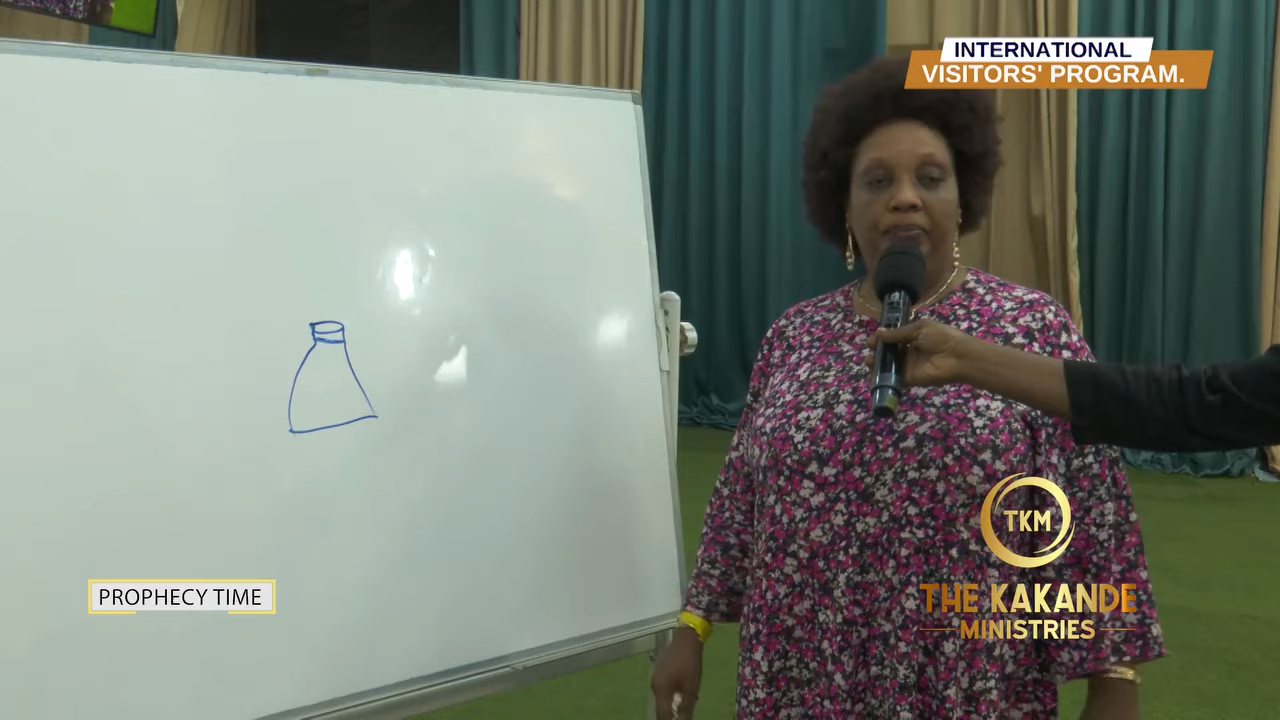 INTERNATIONAL
VISITORS' PROGRAM.
TKM
THE KAKANDE
MINISTRIES
PROPHECY TIME